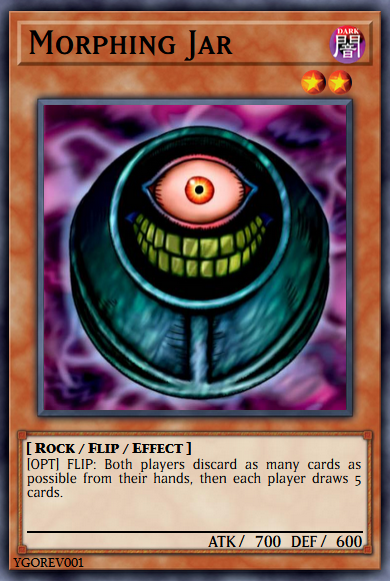 Morphing Jar
DARK
闇
[ Rock / Flip / Effect ]
[OPT] FLIP: Both players discard as many cards as
possible from their hands, then each player draws 5
cards.
ATK / 700 DEF / 600
YGOREV001